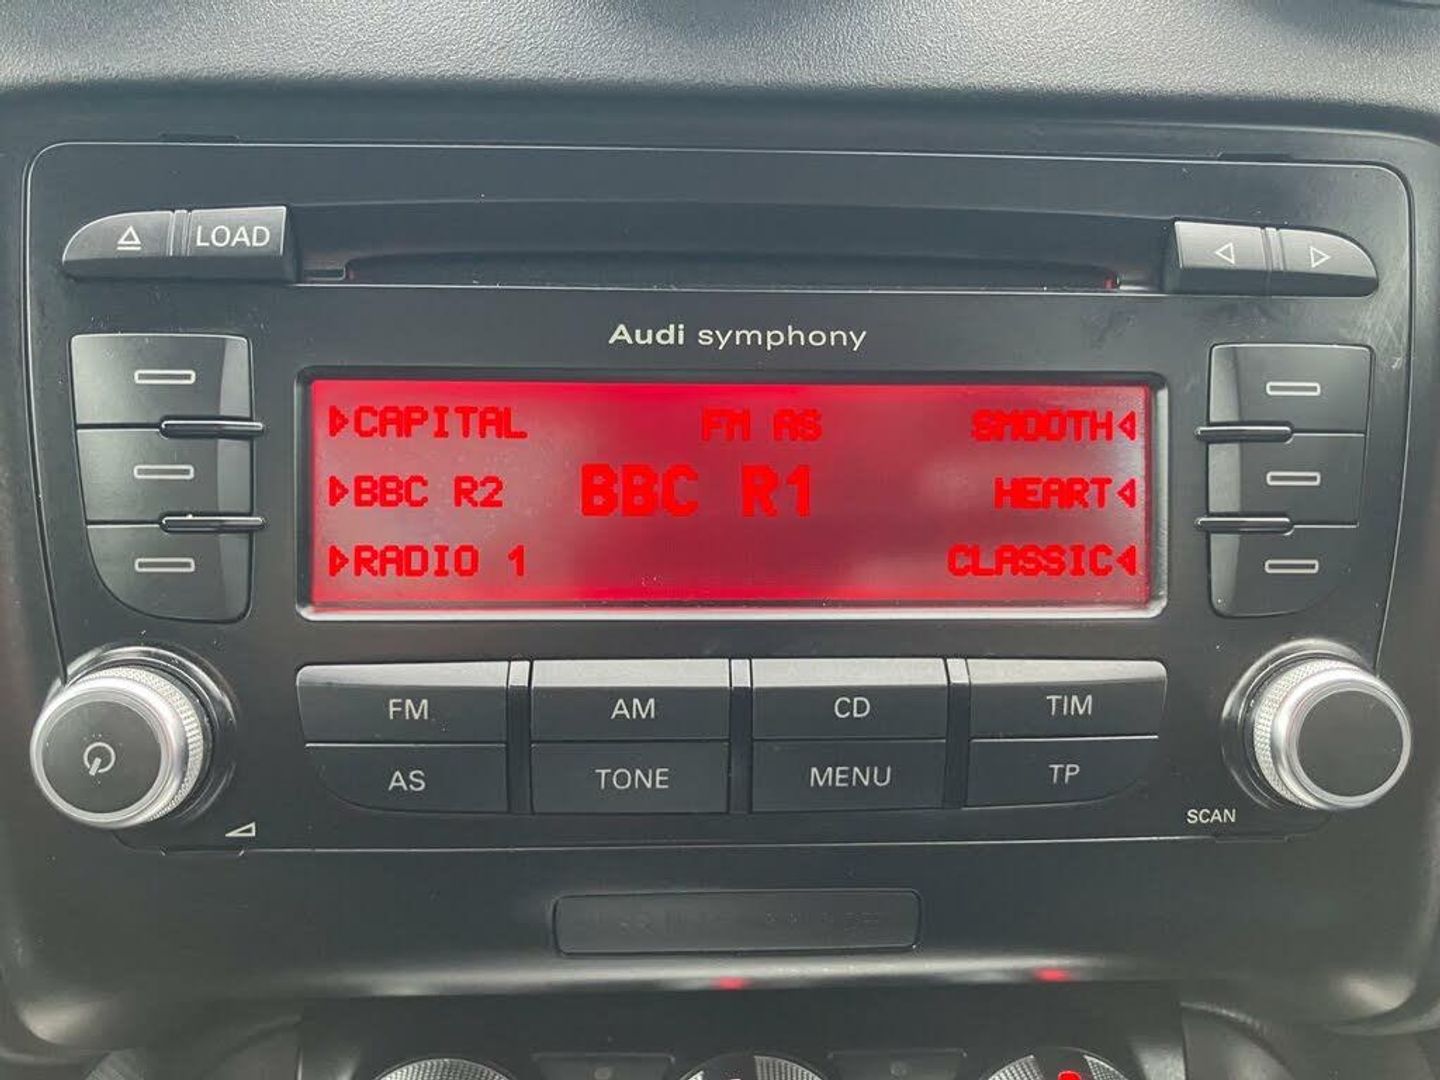 LOAD
Audi symphony
CAPITAL FM AS SMOOTH
BBC R2 BBC R1 HEART
RADIO 1 CLASSIC
FM AM CD TIM
AS TONE MENU TP
SCAN